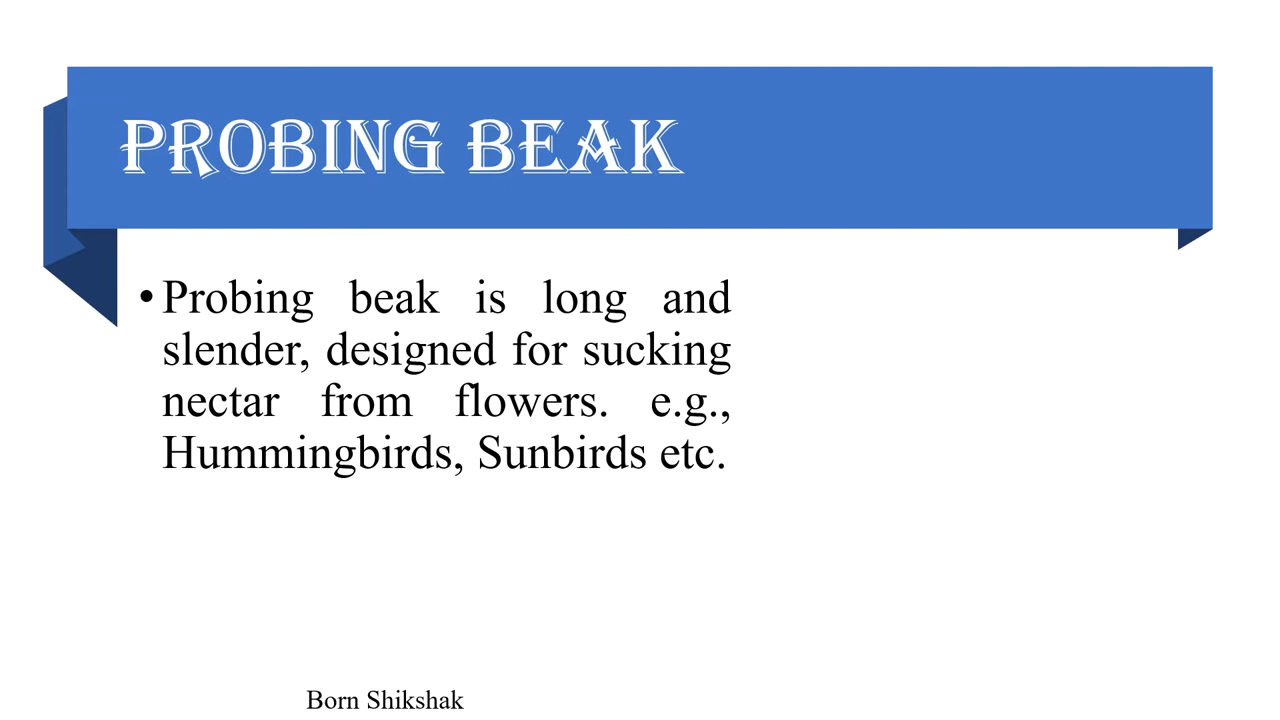 PROBING BEAK
• Probing beak is long and
slender, designed for sucking
nectar from flowers. e.g.,
Hummingbirds, Sunbirds etc.
Born Shikshak